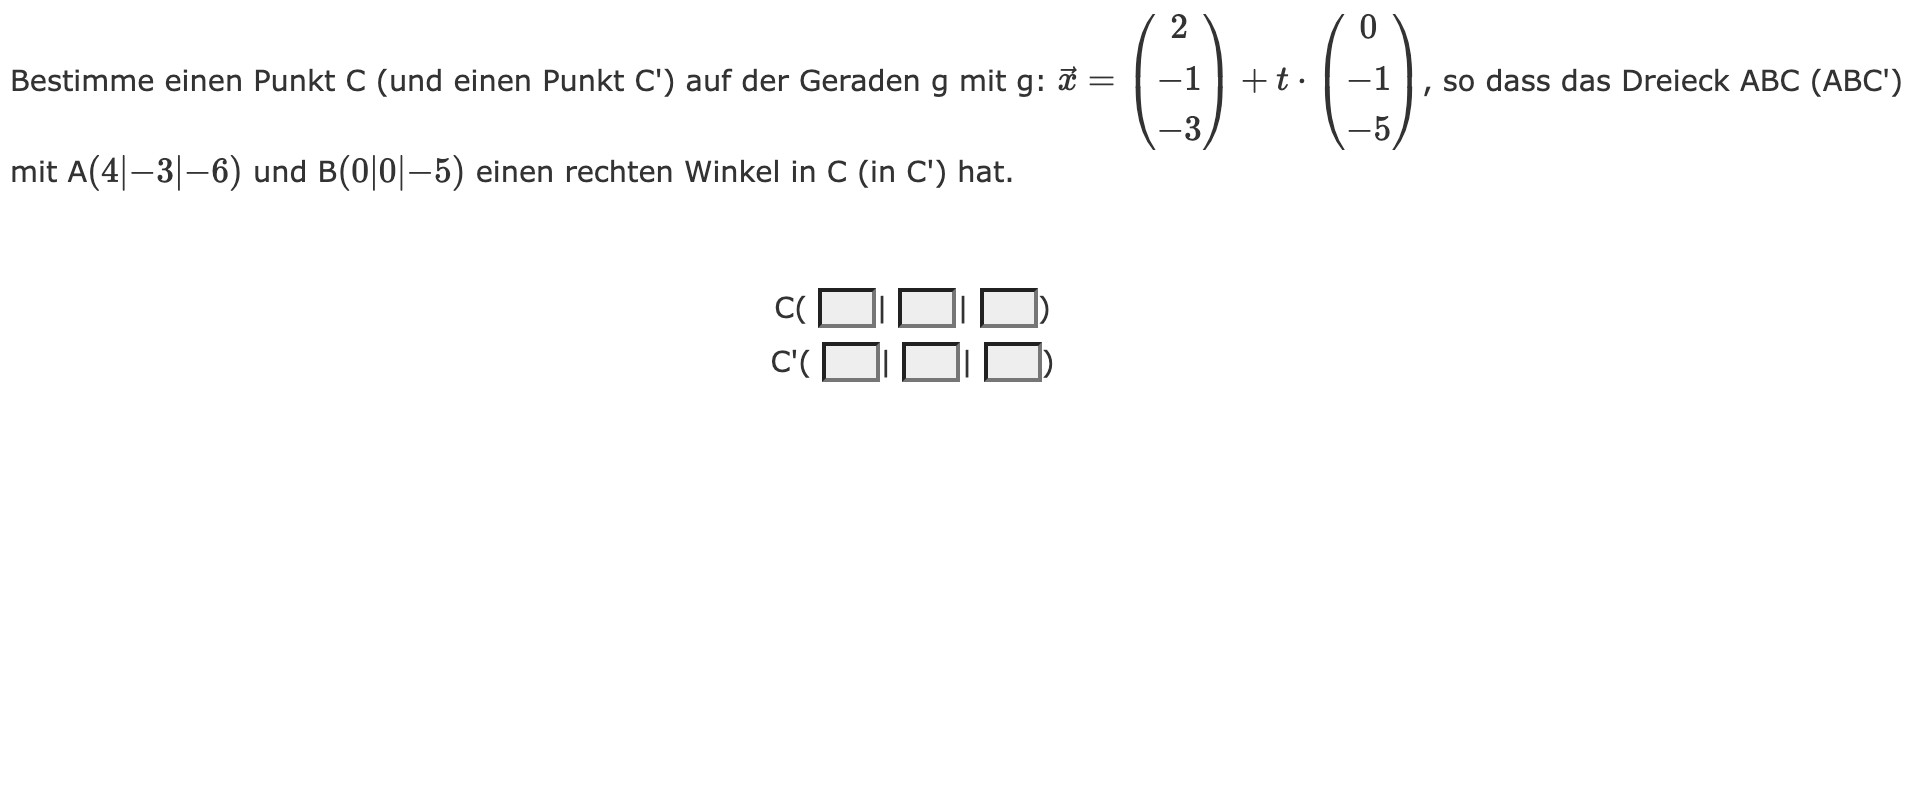 Bestimme einen Punkt C (und einen Punkt C') auf der Geraden g mit g: $\vec{x} = \begin{pmatrix} 2 \\ -1 \\ -3 \end{pmatrix} + t \cdot \begin{pmatrix} 0 \\ -1 \\ -5 \end{pmatrix}$, so dass das Dreieck ABC (ABC')
mit A(4|−3|−6) und B(0|0|−5) einen rechten Winkel in C (in C') hat.
C( | | )
C'( | | )